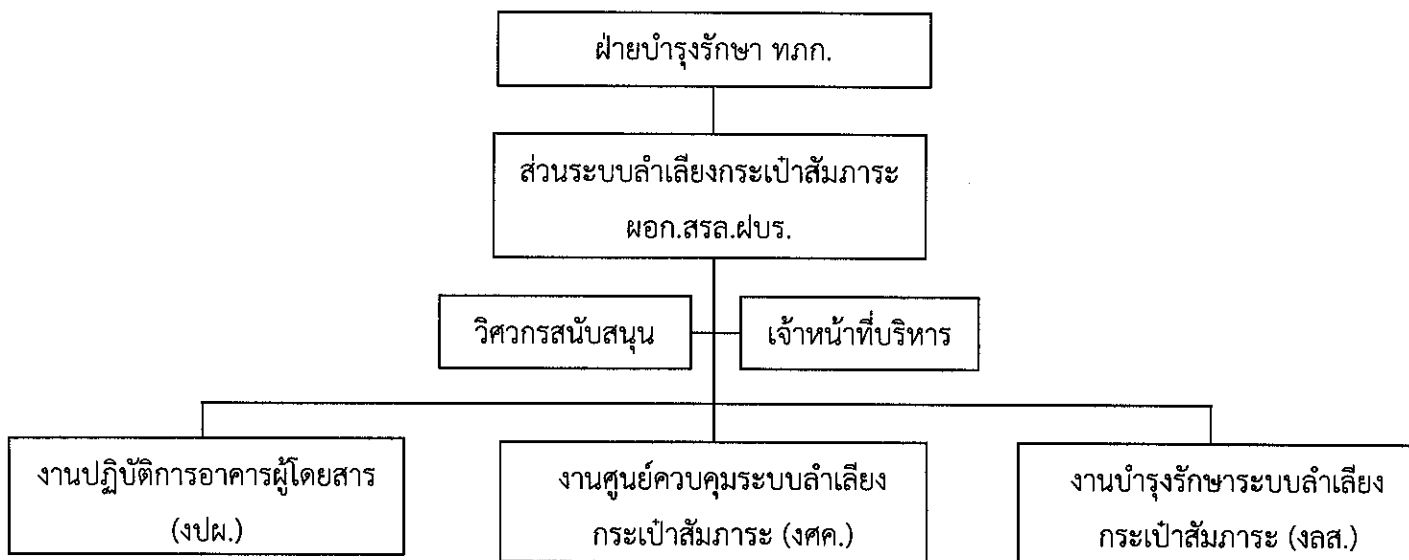 ฝ่ายบำรุงรักษา ทภก.
ส่วนระบบลำเลียงกระเป๋าสัมภาระ
ผอก.สรล.ฝบร.
วิศวกรสนับสนุน
เจ้าหน้าที่บริหาร
งานปฏิบัติการอาคารผู้โดยสาร
(งปผ.)
งานศูนย์ควบคุมระบบลำเลียง
กระเป๋าสัมภาระ (งศค.)
งานบำรุงรักษาระบบลำเลียง
กระเป๋าสัมภาระ (งลส.)